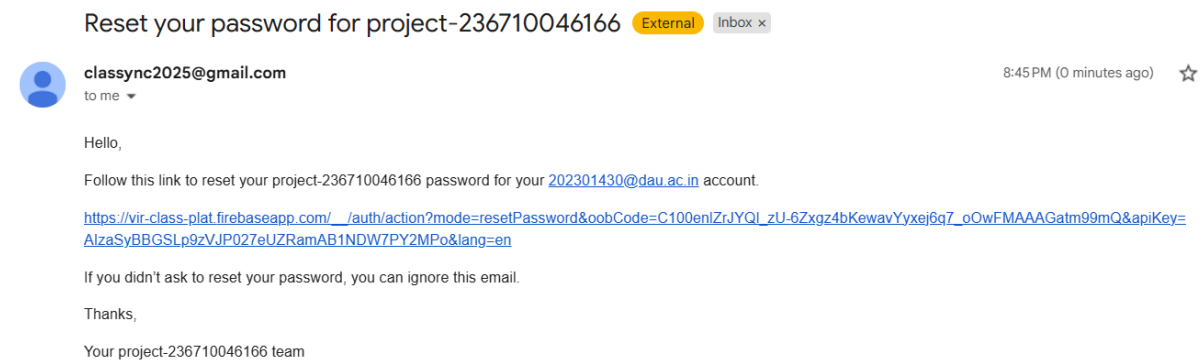 Reset your password for project-236710046166 External Inbox ×
classync2025@gmail.com 8:45 PM (0 minutes ago)
to me
Hello,
Follow this link to reset your project-236710046166 password for your 202301430@dau.ac.in account.
https://vir-class-plat.firebaseapp.com/__/auth/action?mode=resetPassword&oobCode=C100enlZrJYQl_zU-6Zxgz4bKewavYyxej6q7_oOwFMAAAGatm99mQ&apiKey=
AIzaSyBBGSLp9zVJP027eUZRamAB1NDW7PY2MPo&lang=en
If you didn't ask to reset your password, you can ignore this email.
Thanks,
Your project-236710046166 team